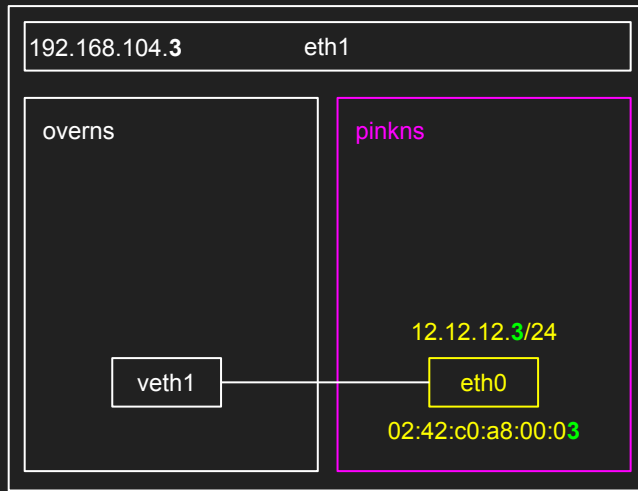 192.168.104.3 eth1
overns
pinkns
12.12.12.3/24
veth1
eth0
02:42:c0:a8:00:03